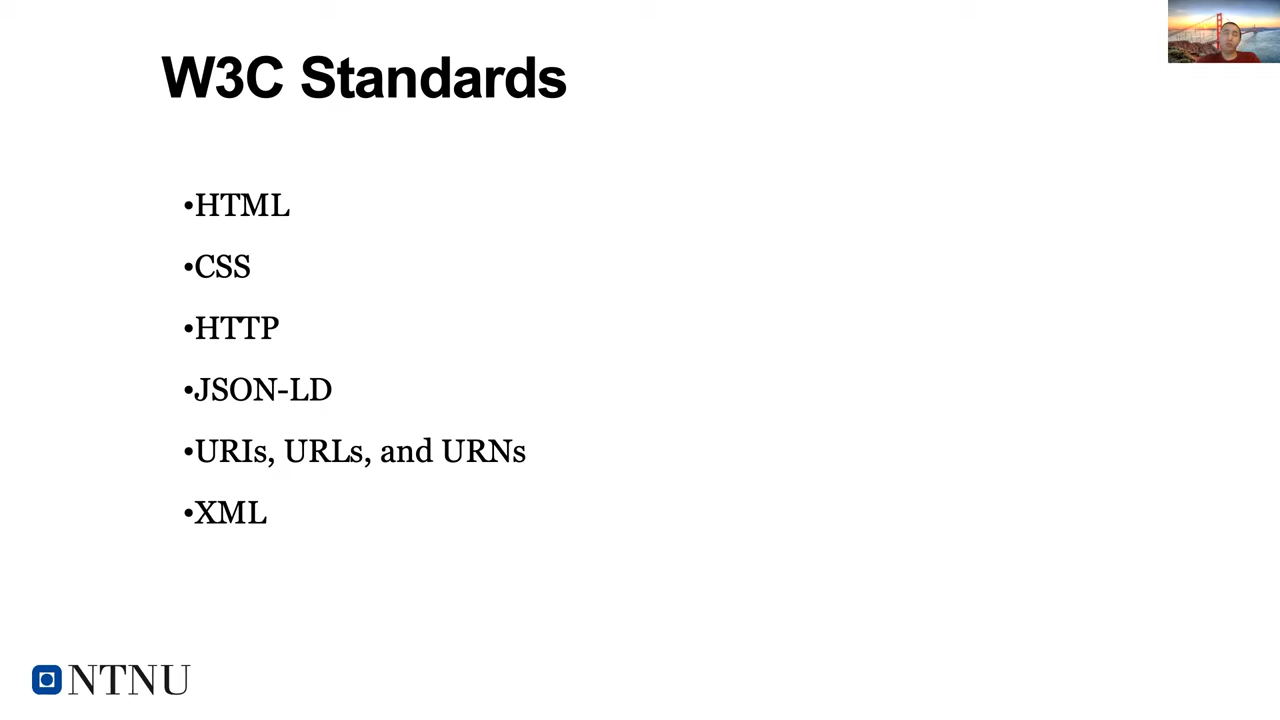 W3C Standards
•HTML
•CSS
•HTTP
•JSON-LD
•URIs, URLs, and URNs
•XML
NTNU